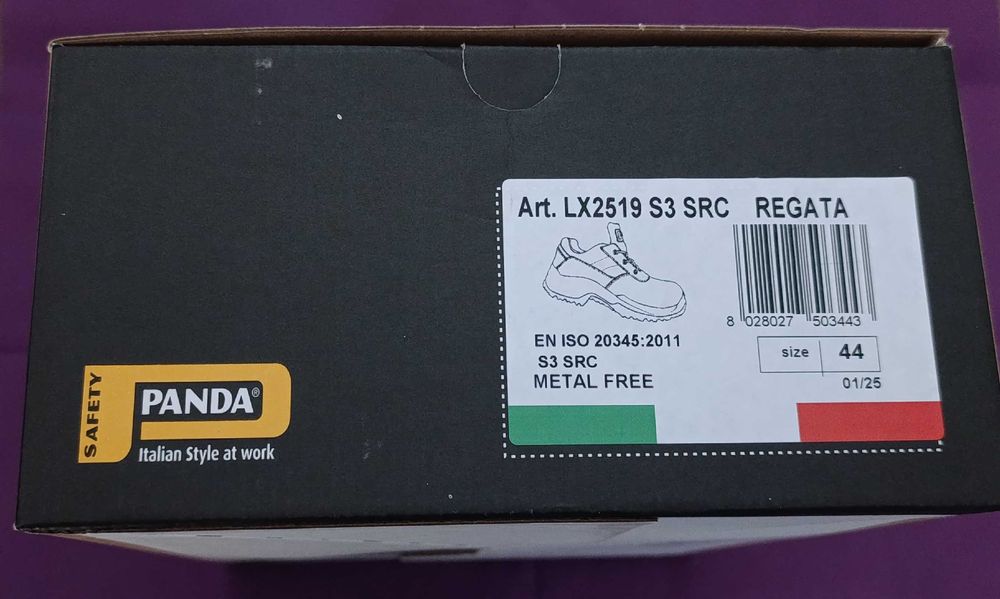 Art. LX2519 S3 SRC REGATA
8 028027 503443
EN ISO 20345:2011
S3 SRC
METAL FREE
size 44
01/25
SAFETY
PANDA®
Italian Style at work